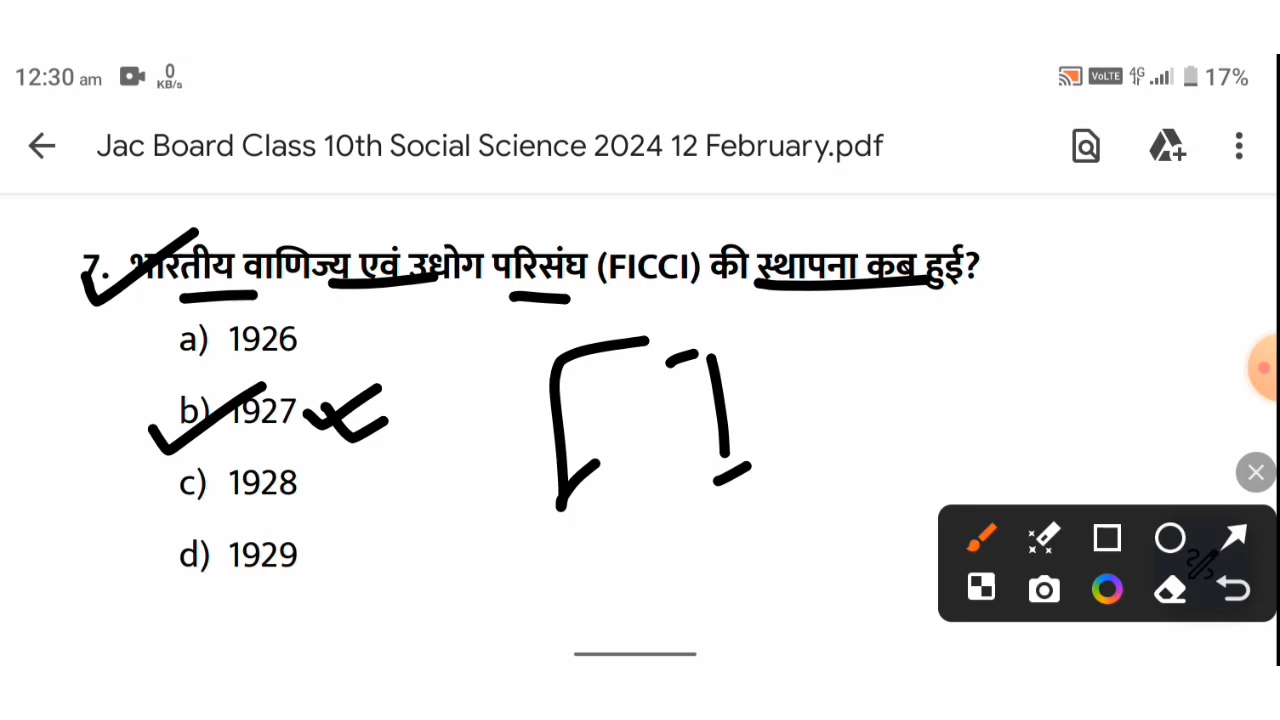 12:30 am 0 KB/s VoLTE 4G 17%
Jac Board Class 10th Social Science 2024 12 February.pdf
7. भारतीय वाणिज्य एवं उधोग परिसंघ (FICCI) की स्थापना कब हुई?
a) 1926
b) 1927
c) 1928
d) 1929